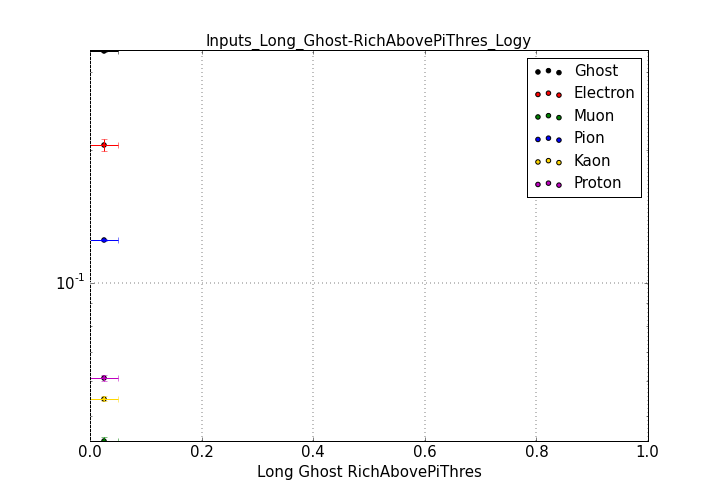 Inputs_Long_Ghost-RichAbovePiThres_Logy
Ghost
Electron
Muon
Pion
Kaon
Proton
10^-1
0.0 0.2 0.4 0.6 0.8 1.0
Long Ghost RichAbovePiThres